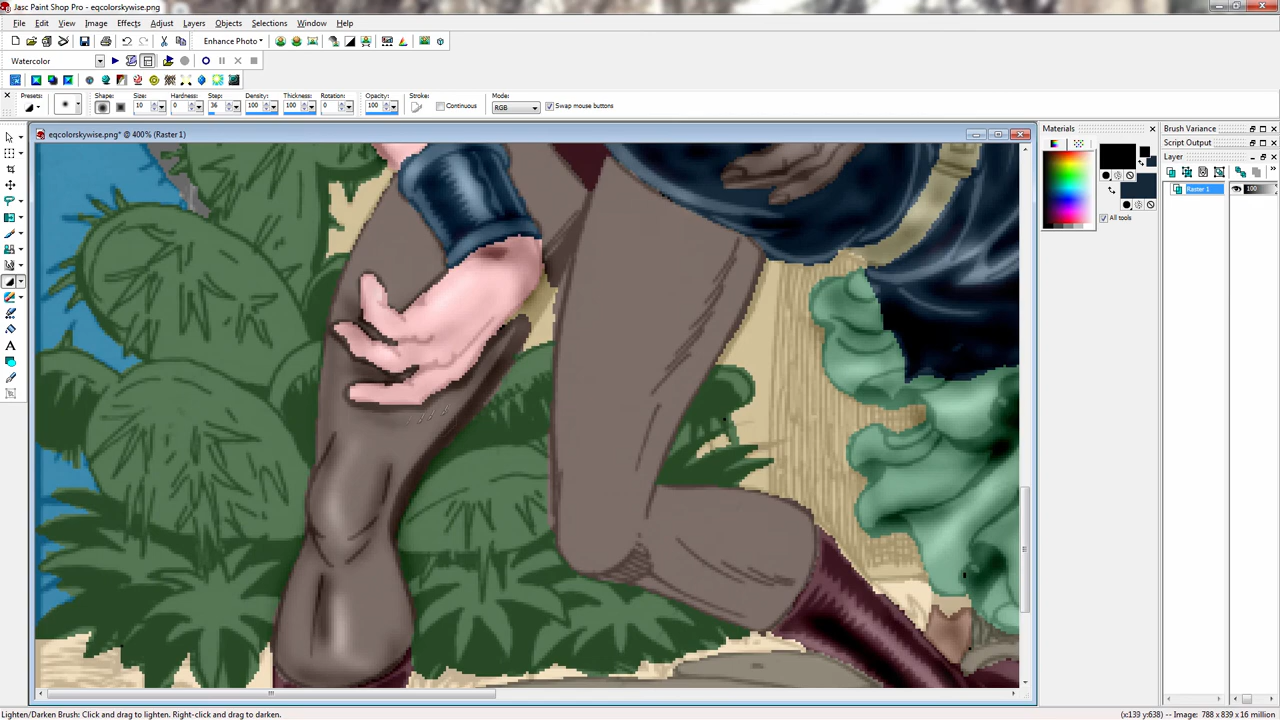 Jasc Paint Shop Pro - eqcolorskywise.png
File Edit View Image Effects Adjust Layers Objects Selections Window Help
Enhance Photo
Watercolor
Presets: Shape: Size: Hardness: Step: Density: Thickness: Rotation: Opacity: Stroke: Mode:
10 0 36 100 100 0 100 Continuous RGB Swap mouse buttons
eqcolorskywise.png* @ 400% (Raster 1)
Materials
All tools
Brush Variance
Script Output
Layer
Raster 1 100
Lighten/Darken Brush: Click and drag to lighten. Right-click and drag to darken.
(x:139 y:638) -- Image: 788 x 839 x 16 million